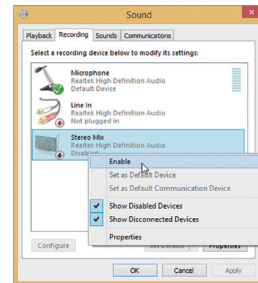 Sound
Playback Recording Sounds Communications
Select a recording device below to modify its settings:
Microphone
Realtek High Definition Audio
Default Device
Line In
Realtek High Definition Audio
Not plugged in
Stereo Mix
Realtek High Definition Audio
Disabled
Enable
Set as Default Device
Set as Default Communication Device
Show Disabled Devices
Show Disconnected Devices
Properties
Configure Set Default Properties
OK Cancel Apply